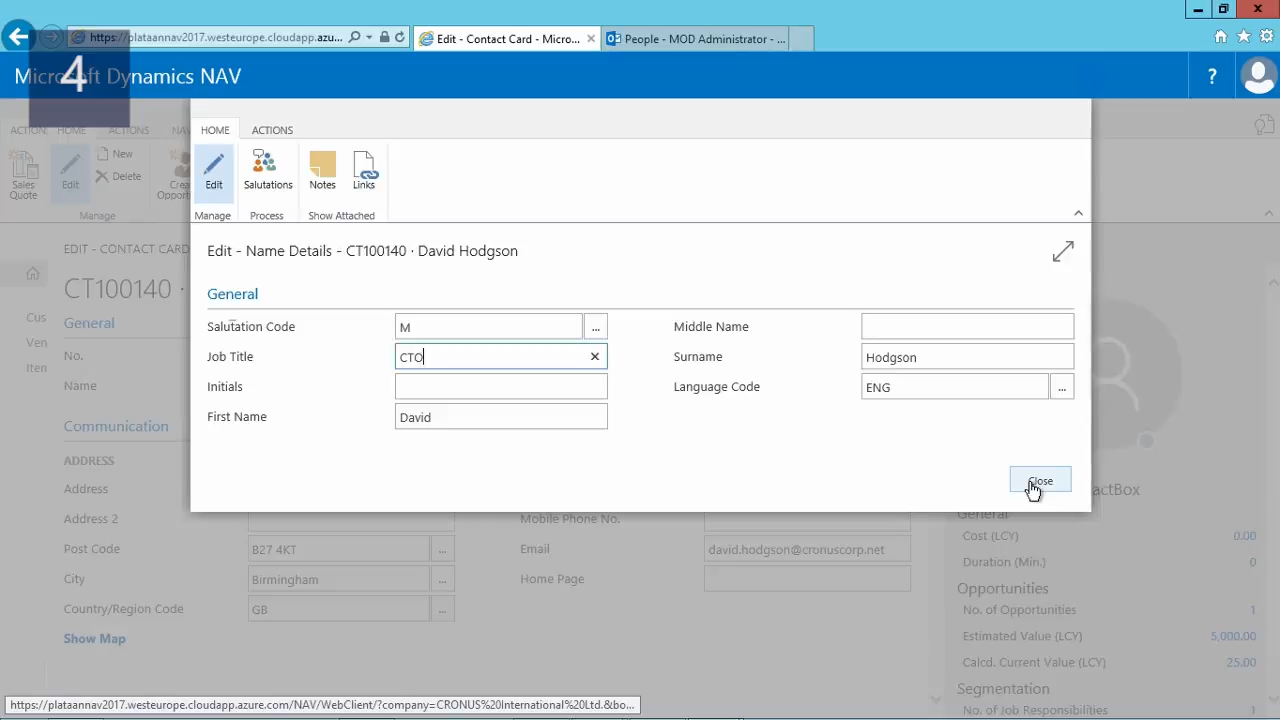 https://plataannav2017.westeurope.cloudapp.azure...
Edit - Contact Card - Micro...
People - MOD Administrator - ...
Microsoft Dynamics NAV
4
?
HOME
ACTIONS
HOME
ACTIONS
Sales Quote
Edit
New
Delete
Manage
Edit
Salutations
Notes
Links
Manage
Process
Show Attached
EDIT - CONTACT CARD
Edit - Name Details - CT100140 · David Hodgson
CT100140 ·
General
General
Salutation Code
M
...
Middle Name
Job Title
CTO
Surname
Hodgson
Initials
Language Code
ENG
...
First Name
David
Close
No.
Name
Communication
ADDRESS
Address
Address 2
Mobile Phone No.
Post Code
B27 4KT
...
Email
david.hodgson@cronuscorp.net
City
Birmingham
...
Home Page
Country/Region Code
GB
...
Show Map
General
Cost (LCY)
0.00
Duration (Min.)
0
Opportunities
No. of Opportunities
1
Estimated Value (LCY)
5,000.00
Calcd. Current Value (LCY)
25.00
Segmentation
No. of Job Responsibilities
1
https://plataannav2017.westeurope.cloudapp.azure.com/NAV/WebClient/?company=CRONUS%20International%20Ltd.&bo...